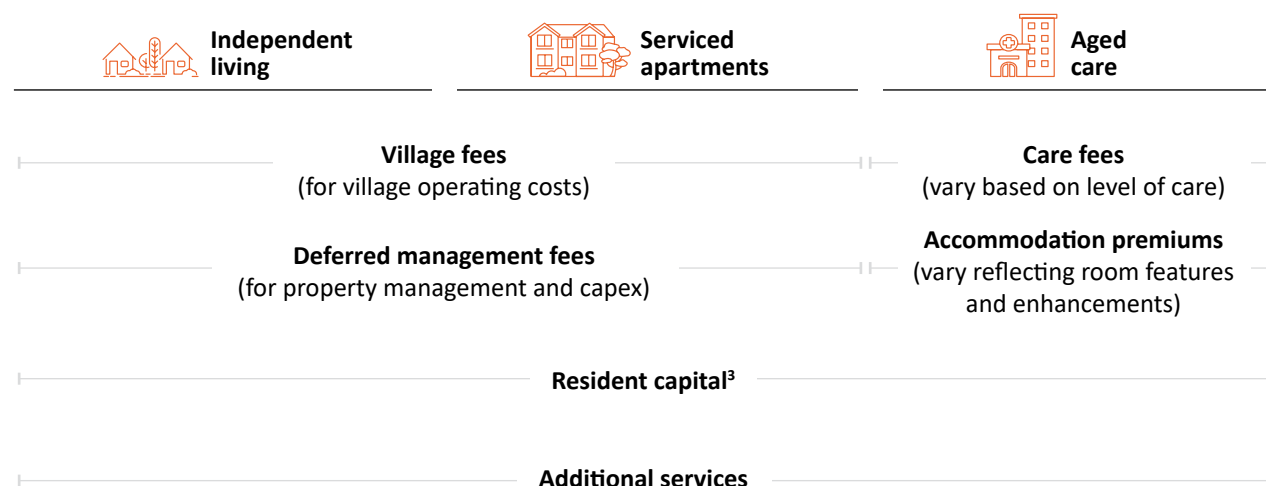 Independent
living
Serviced
apartments
Aged
care
Village fees
(for village operating costs)
Care fees
(vary based on level of care)
Deferred management fees
(for property management and capex)
Accommodation premiums
(vary reflecting room features
and enhancements)
Resident capital³
Additional services